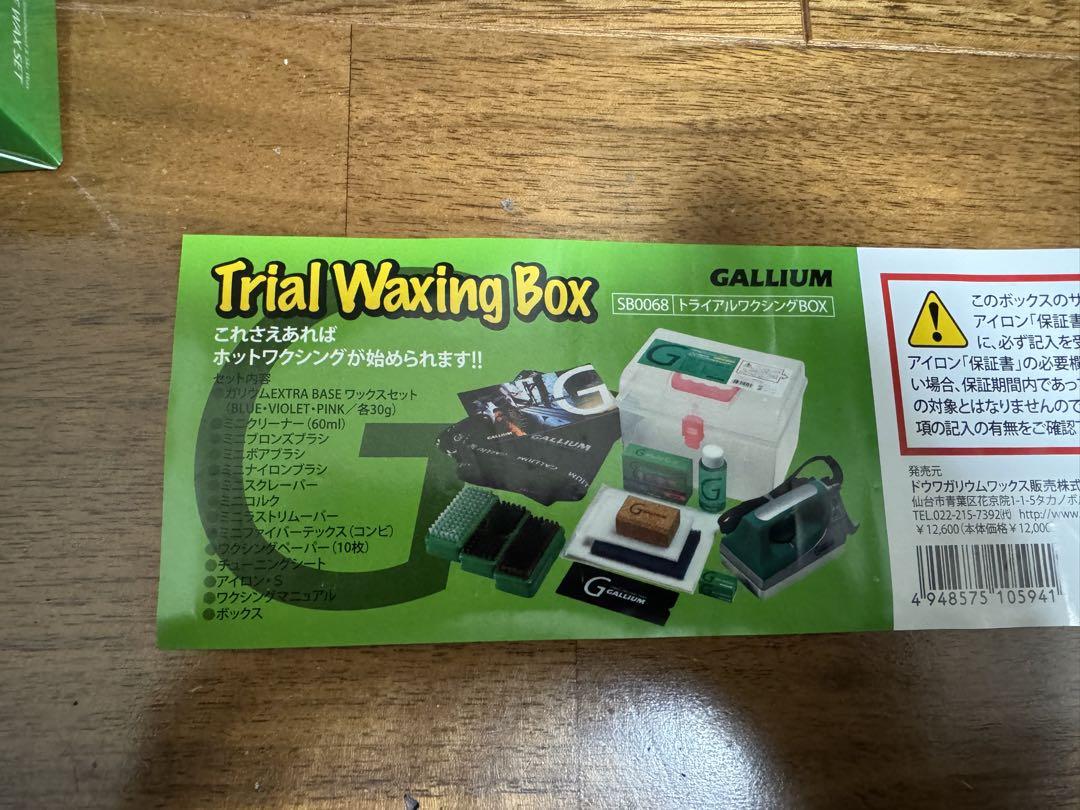 WAX SET
Trial Waxing Box
GALLIUM
SB0068 トライアルワクシングBOX
これさえあれば
ホットワクシングが始められます!!
セット内容
●ガリウムEXTRA BASE ワックスセット
（BLUE・VIOLET・PINK／各30g）
●ミニクリーナー（60ml）
●ミニブロンズブラシ
●ミニボアブラシ
●ミニナイロンブラシ
●ミニスクレーパー
●ミニコルク
●ミニラストリムーバー
●ミニファイバーテックス（コンビ）
●ワクシングペーパー（10枚）
●チューニングシート
●アイロン・S
●ワクシングマニュアル
●ボックス
G
GALLIUM
GALLIUM
G GALLIUM
このボックスのサ
アイロン「保証書
に、必ず記入を受
アイロン「保証書」の必要欄
い場合、保証期間内であっ
の対象とはなりませんので
項の記入の有無をご確認
発売元
ドウワガリウムワックス販売株式
仙台市青葉区花京院1-1-5タカノボ
TEL.022-215-7392㈹ http://www.
￥12,600（本体価格￥12,000
4 948575 105941